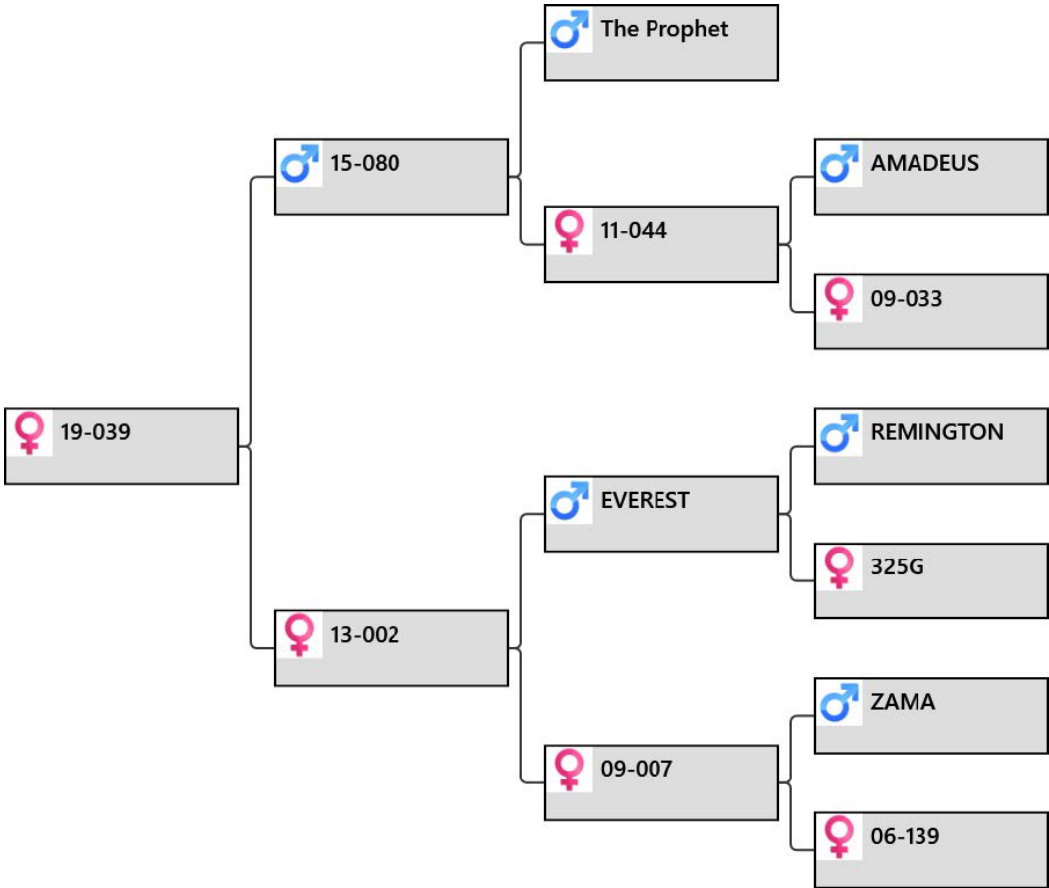 The Prophet
15-080
AMADEUS
11-044
09-033
19-039
REMINGTON
EVEREST
325G
13-002
ZAMA
09-007
06-139